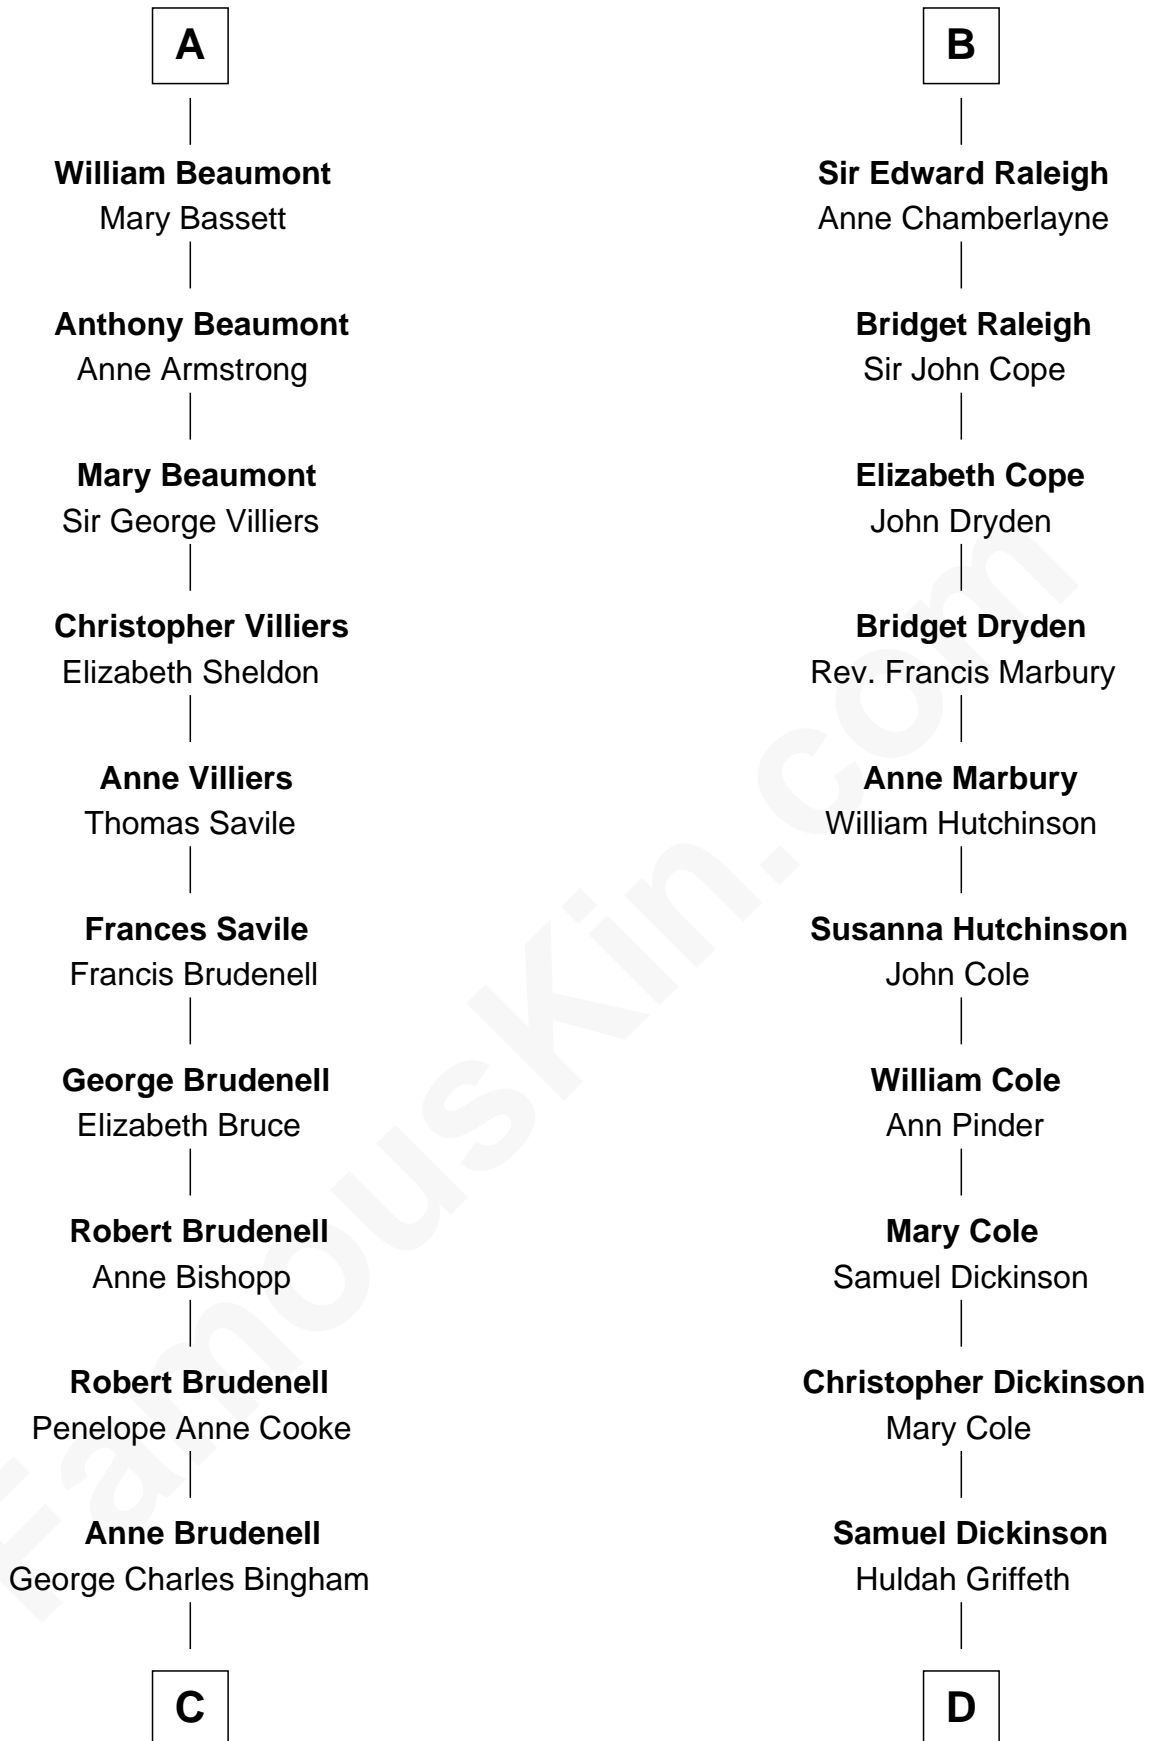 A
William Beaumont
Mary Bassett
Anthony Beaumont
Anne Armstrong
Mary Beaumont
Sir George Villiers
Christopher Villiers
Elizabeth Sheldon
Anne Villiers
Thomas Savile
Frances Savile
Francis Brudenell
George Brudenell
Elizabeth Bruce
Robert Brudenell
Anne Bishopp
Robert Brudenell
Penelope Anne Cooke
Anne Brudenell
George Charles Bingham
C
B
Sir Edward Raleigh
Anne Chamberlayne
Bridget Raleigh
Sir John Cope
Elizabeth Cope
John Dryden
Bridget Dryden
Rev. Francis Marbury
Anne Marbury
William Hutchinson
Susanna Hutchinson
John Cole
William Cole
Ann Pinder
Mary Cole
Samuel Dickinson
Christopher Dickinson
Mary Cole
Samuel Dickinson
Huldah Griffeth
D
FamousKin.com